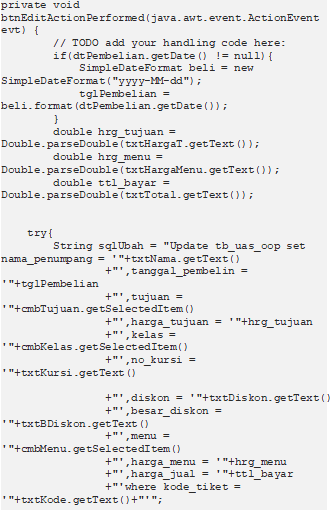 private void
btnEditActionPerformed(java.awt.event.ActionEvent
evt) {
// TODO add your handling code here:
if(dtPembelian.getDate() != null){
SimpleDateFormat beli = new
SimpleDateFormat("yyyy-MM-dd");
tglPembelian =
beli.format(dtPembelian.getDate());
}
double hrg_tujuan =
Double.parseDouble(txtHargaT.getText());
double hrg_menu =
Double.parseDouble(txtHargaMenu.getText());
double ttl_bayar =
Double.parseDouble(txtTotal.getText());
try{
String sqlUbah = "Update tb_uas_oop set
nama_penumpang = '"+txtNama.getText()
+"',tanggal_pembelin =
'"+tglPembelian
+"',tujuan =
'"+cmbTujuan.getSelectedItem()
+"',harga_tujuan = '"+hrg_tujuan
+"',kelas =
'"+cmbKelas.getSelectedItem()
+"',no_kursi =
'"+txtKursi.getText()
+"',diskon = '"+txtDiskon.getText()
+"',besar_diskon =
'"+txtBDiskon.getText()
+"',menu =
'"+cmbMenu.getSelectedItem()
+"',harga_menu = '"+hrg_menu
+"',harga_jual = '"+ttl_bayar
+"'where kode_tiket =
'"+txtKode.getText()+"'";